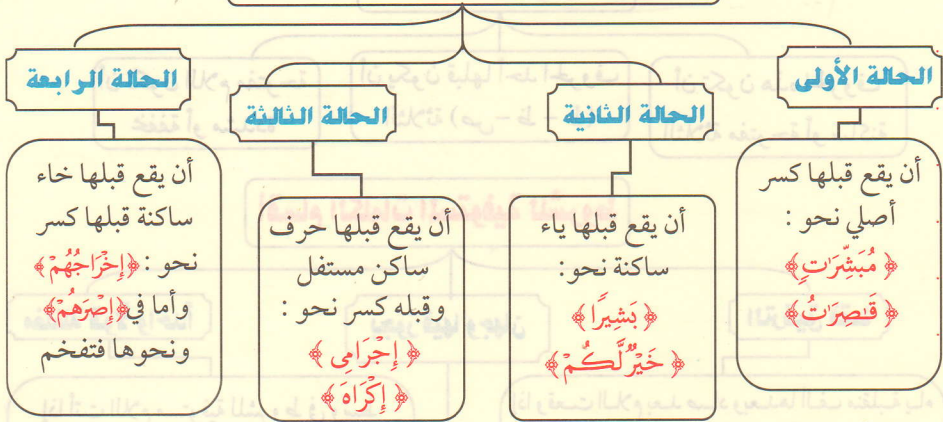 الحالة الأولى
أن يقع قبلها كسر
أصلي نحو :
﴿ مُبَشِّرَٰتٖ ﴾
﴿ قَٰصِرَٰتُ ﴾
الحالة الثانية
أن يقع قبلها ياء
ساكنة نحو:
﴿ بَشِيرًا ﴾
﴿ خَيۡرٞ لَّكُمۡ ﴾
الحالة الثالثة
أن يقع قبلها حرف
ساكن مستفل
وقبله كسر نحو :
﴿ إِجۡرَامِي ﴾
﴿ إِكۡرَاهَ ﴾
الحالة الرابعة
أن يقع قبلها خاء
ساكنة قبلها كسر
نحو :﴿إِخۡرَاجُهُمۡ﴾
وأما في﴿إِصۡرَهُمۡ﴾
ونحوها فتفخم